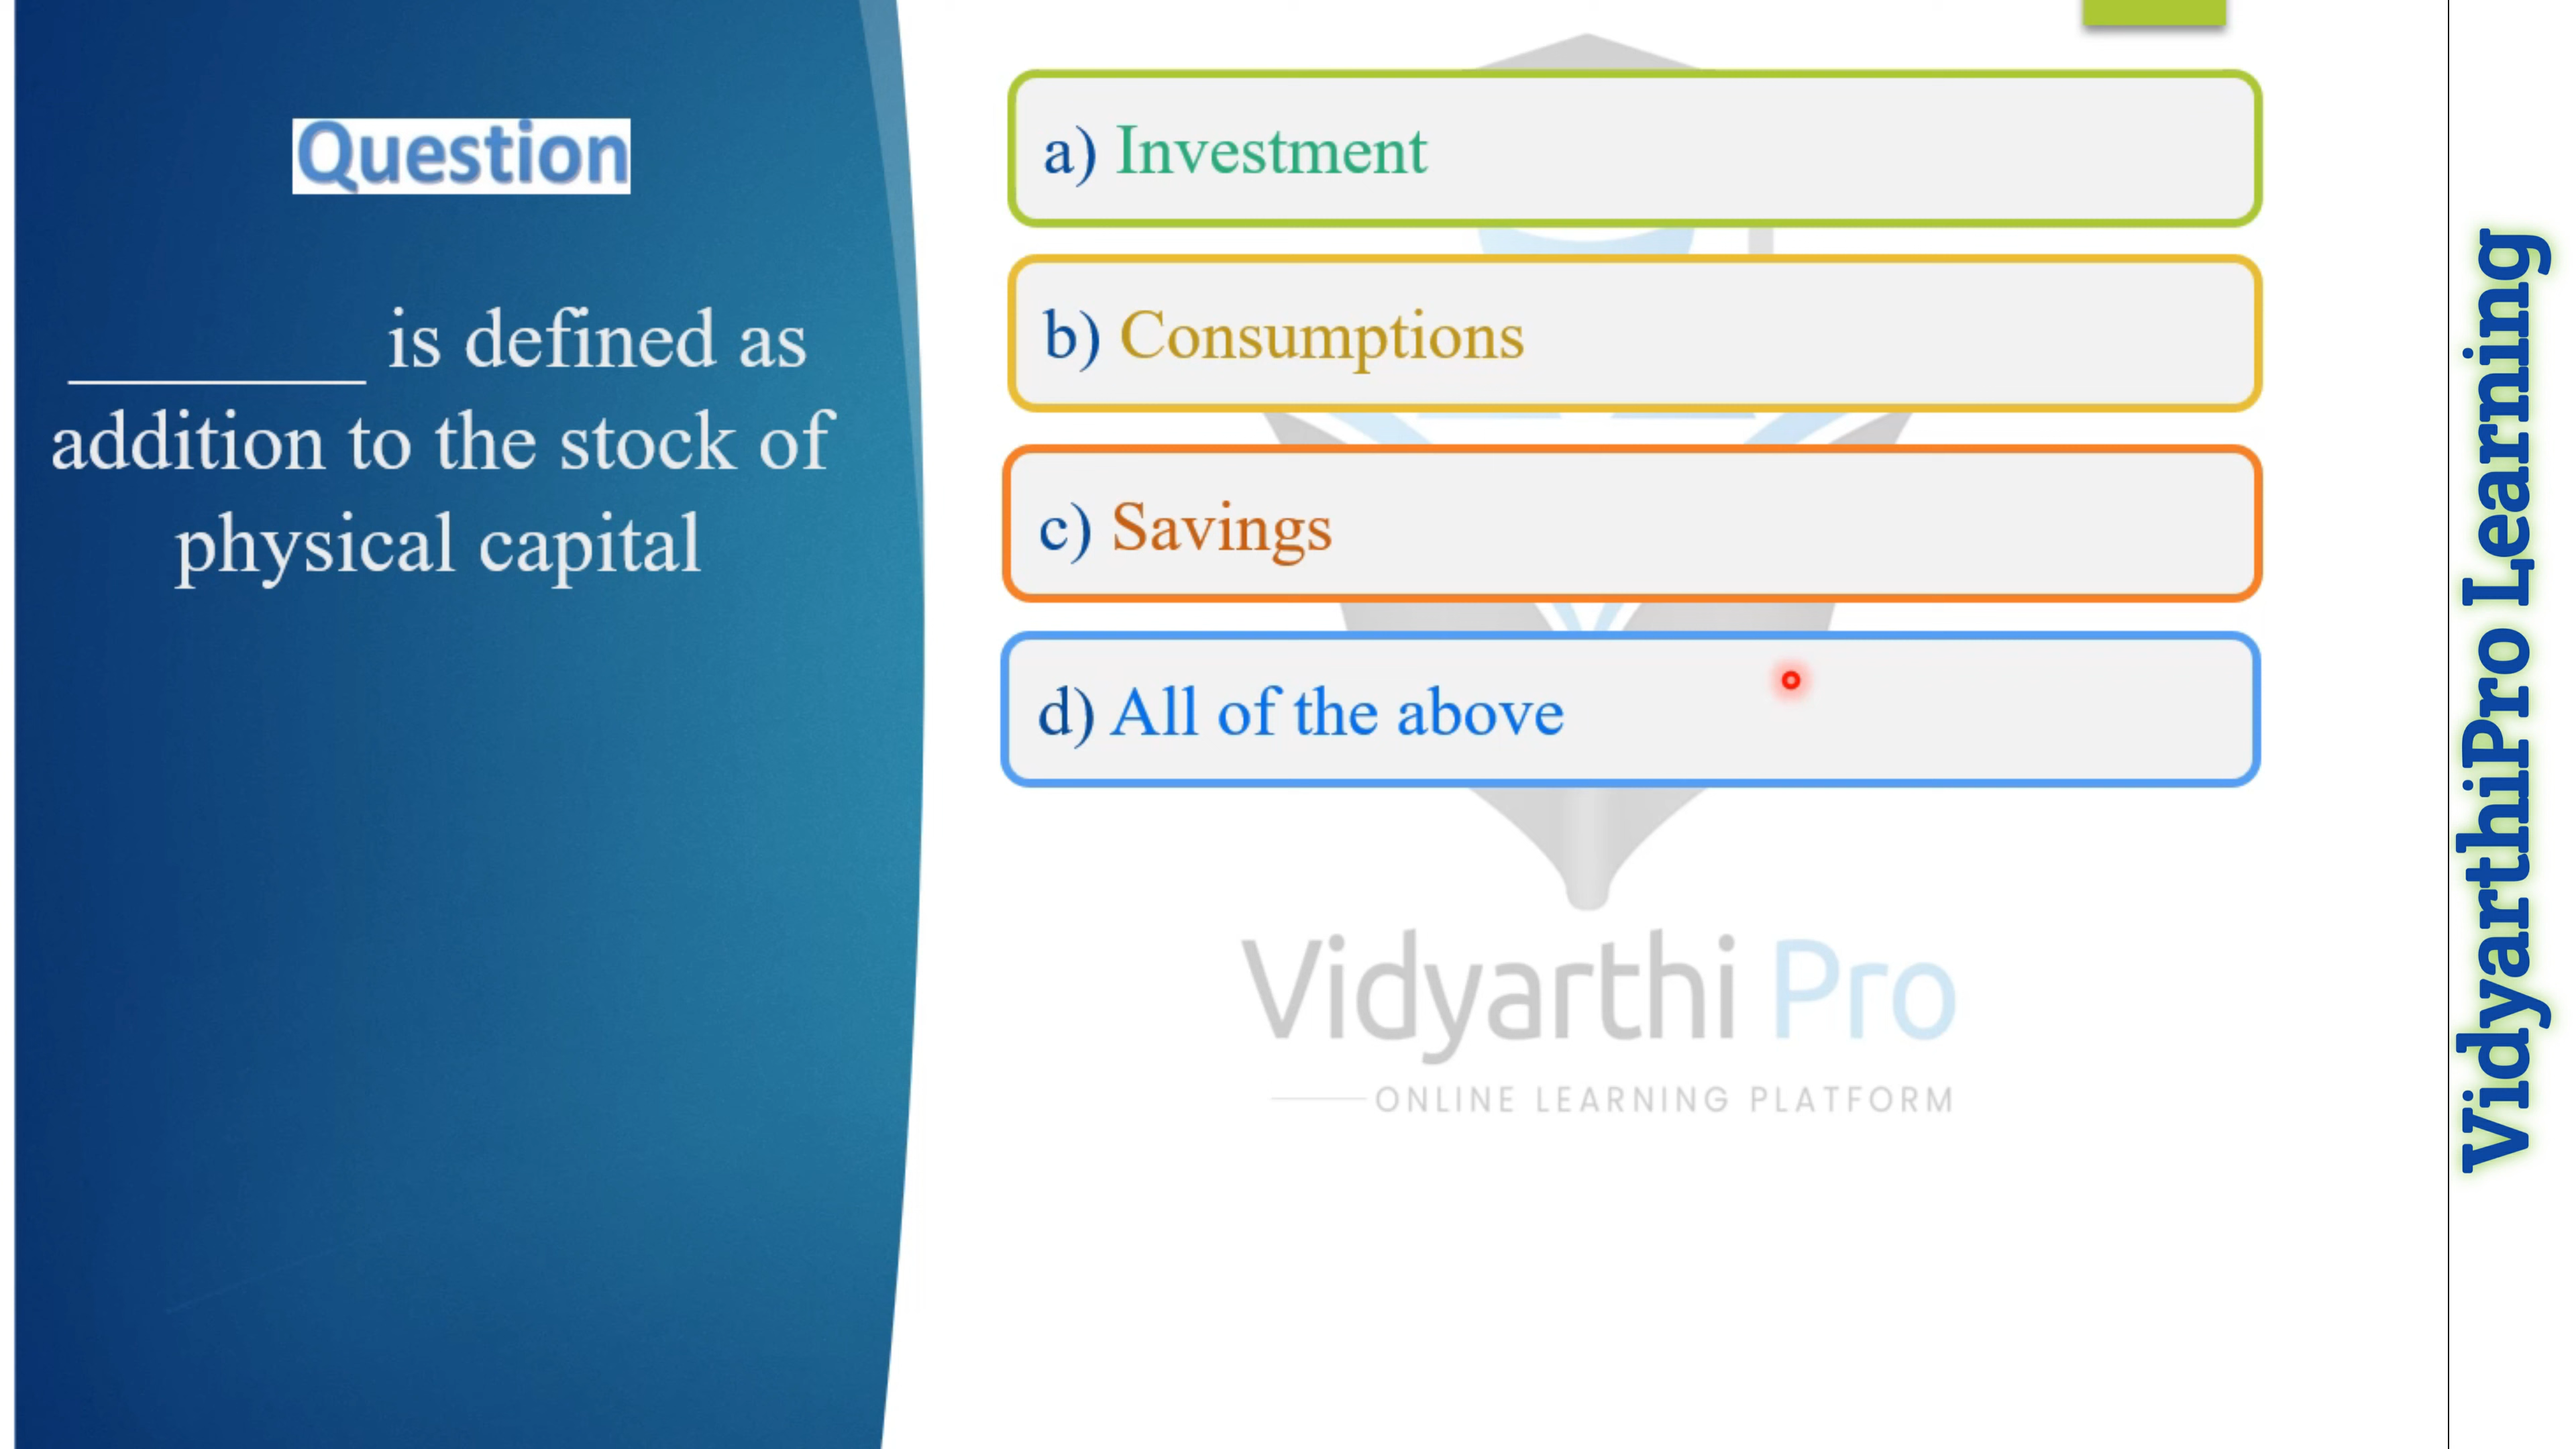 Question
________ is defined as
addition to the stock of
physical capital
a) Investment
b) Consumptions
c) Savings
d) All of the above
Vidyarthi Pro
ONLINE LEARNING PLATFORM
VidyarthiPro Learning